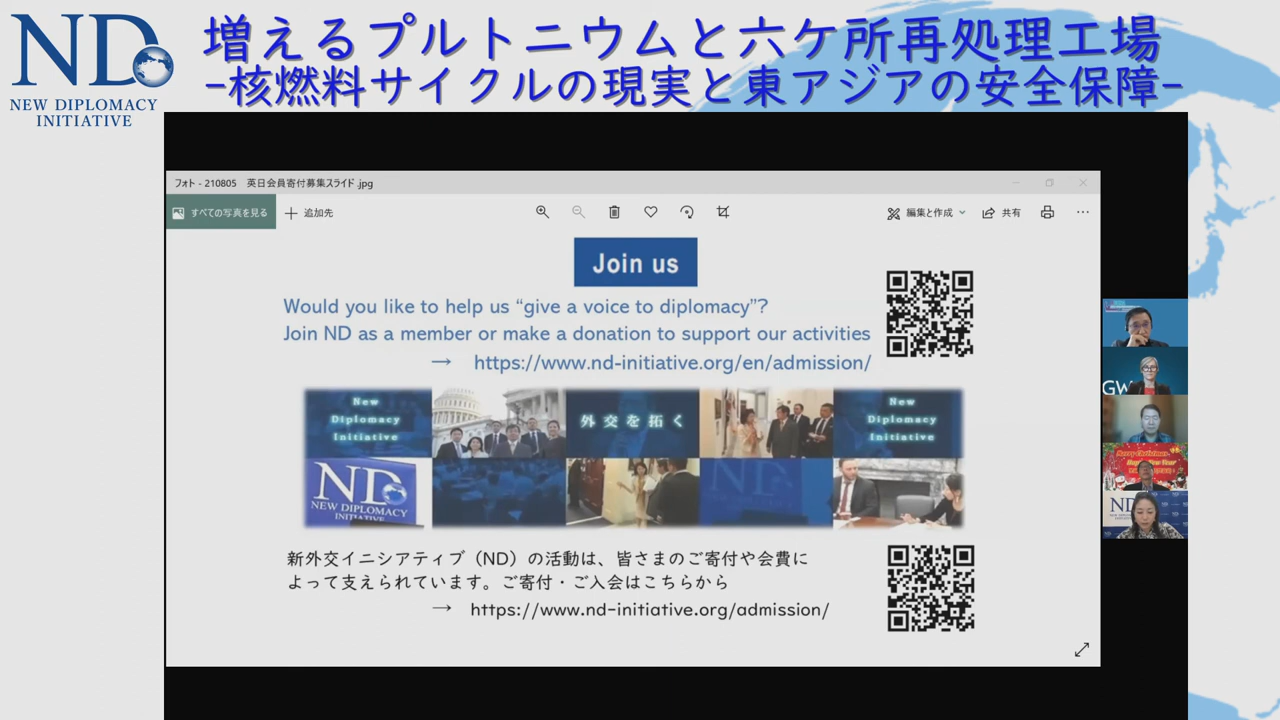 ND
NEW DIPLOMACY
INITIATIVE
増えるプルトニウムと六ケ所再処理工場
-核燃料サイクルの現実と東アジアの安全保障-
フォト - 210805 英日会員寄付募集スライド.jpg
すべての写真を見る
追加先
編集と作成
共有
Join us
Would you like to help us “give a voice to diplomacy”?
Join ND as a member or make a donation to support our activities
→ https://www.nd-initiative.org/en/admission/
New
Diplomacy
Initiative
外交を拓く
New
Diplomacy
Initiative
ND
NEW DIPLOMACY
INITIATIVE
新外交イニシアティブ（ND）の活動は、皆さまのご寄付や会費に
よって支えられています。ご寄付・ご入会はこちらから
→ https://www.nd-initiative.org/admission/
GW
Merry Christmas
ND